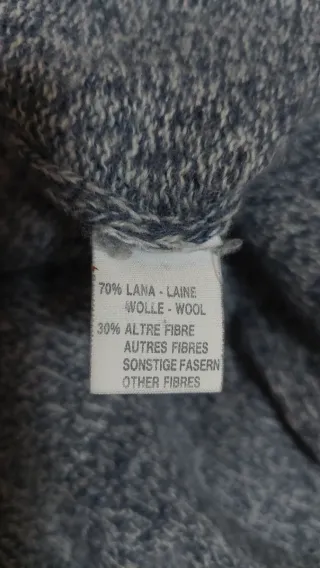 70% LANA - LAINE
WOLLE - WOOL
30% ALTRE FIBRE
AUTRES FIBRES
SONSTIGE FASERN
OTHER FIBRES